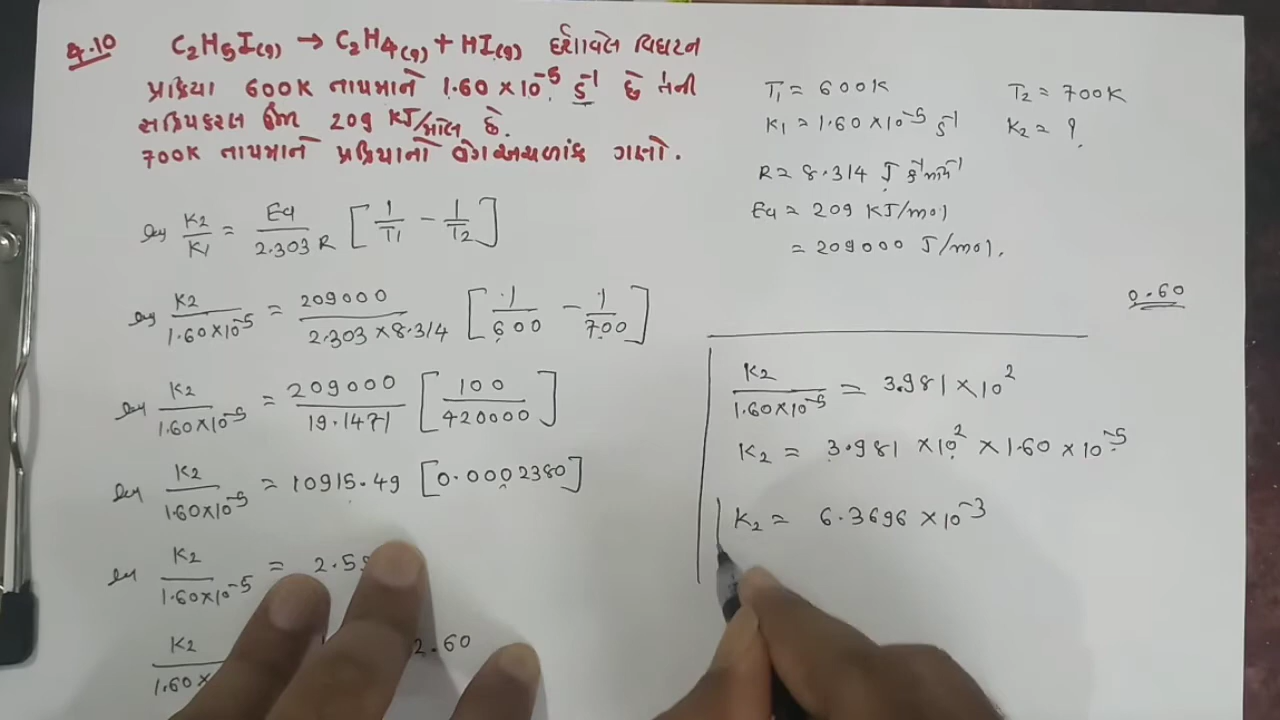 4.10 C₂H₅I(g) → C₂H₄(g) + HI(g) દર્શાવેલ વિઘટન
પ્રક્રિયા 600K તાપમાને 1.60 × 10⁻⁵ s⁻¹ છે તેની
સક્રિયકરણ ઊર્જા 209 KJ/મોલ છે.
700K તાપમાને પ્રક્રિયાનો વેગઅચળાંક ગણો.
T₁ = 600K T₂ = 700K
K₁ = 1.60 × 10⁻⁵ s⁻¹ K₂ = ?
R = 8.314 J
Ea = 209 KJ/mol
= 209000 J/mol.
log K₂/K₁ = Ea/2.303 R [1/T₁ − 1/T₂]
log K₂/1.60×10⁻⁵ = 209000/2.303 × 8.314 [1/600 − 1/700]
log K₂/1.60×10⁻⁵ = 209000/19.1471 [100/420000]
log K₂/1.60×10⁻⁵ = 10915.49 [0.0002380]
log K₂/1.60×10⁻⁵ = 2.5
K₂/1.60× 2.60
0.60
K₂/1.60×10⁻⁵ = 3.981 × 10²
K₂ = 3.981 × 10² × 1.60 × 10⁻⁵
K₂ = 6.3696 × 10⁻³